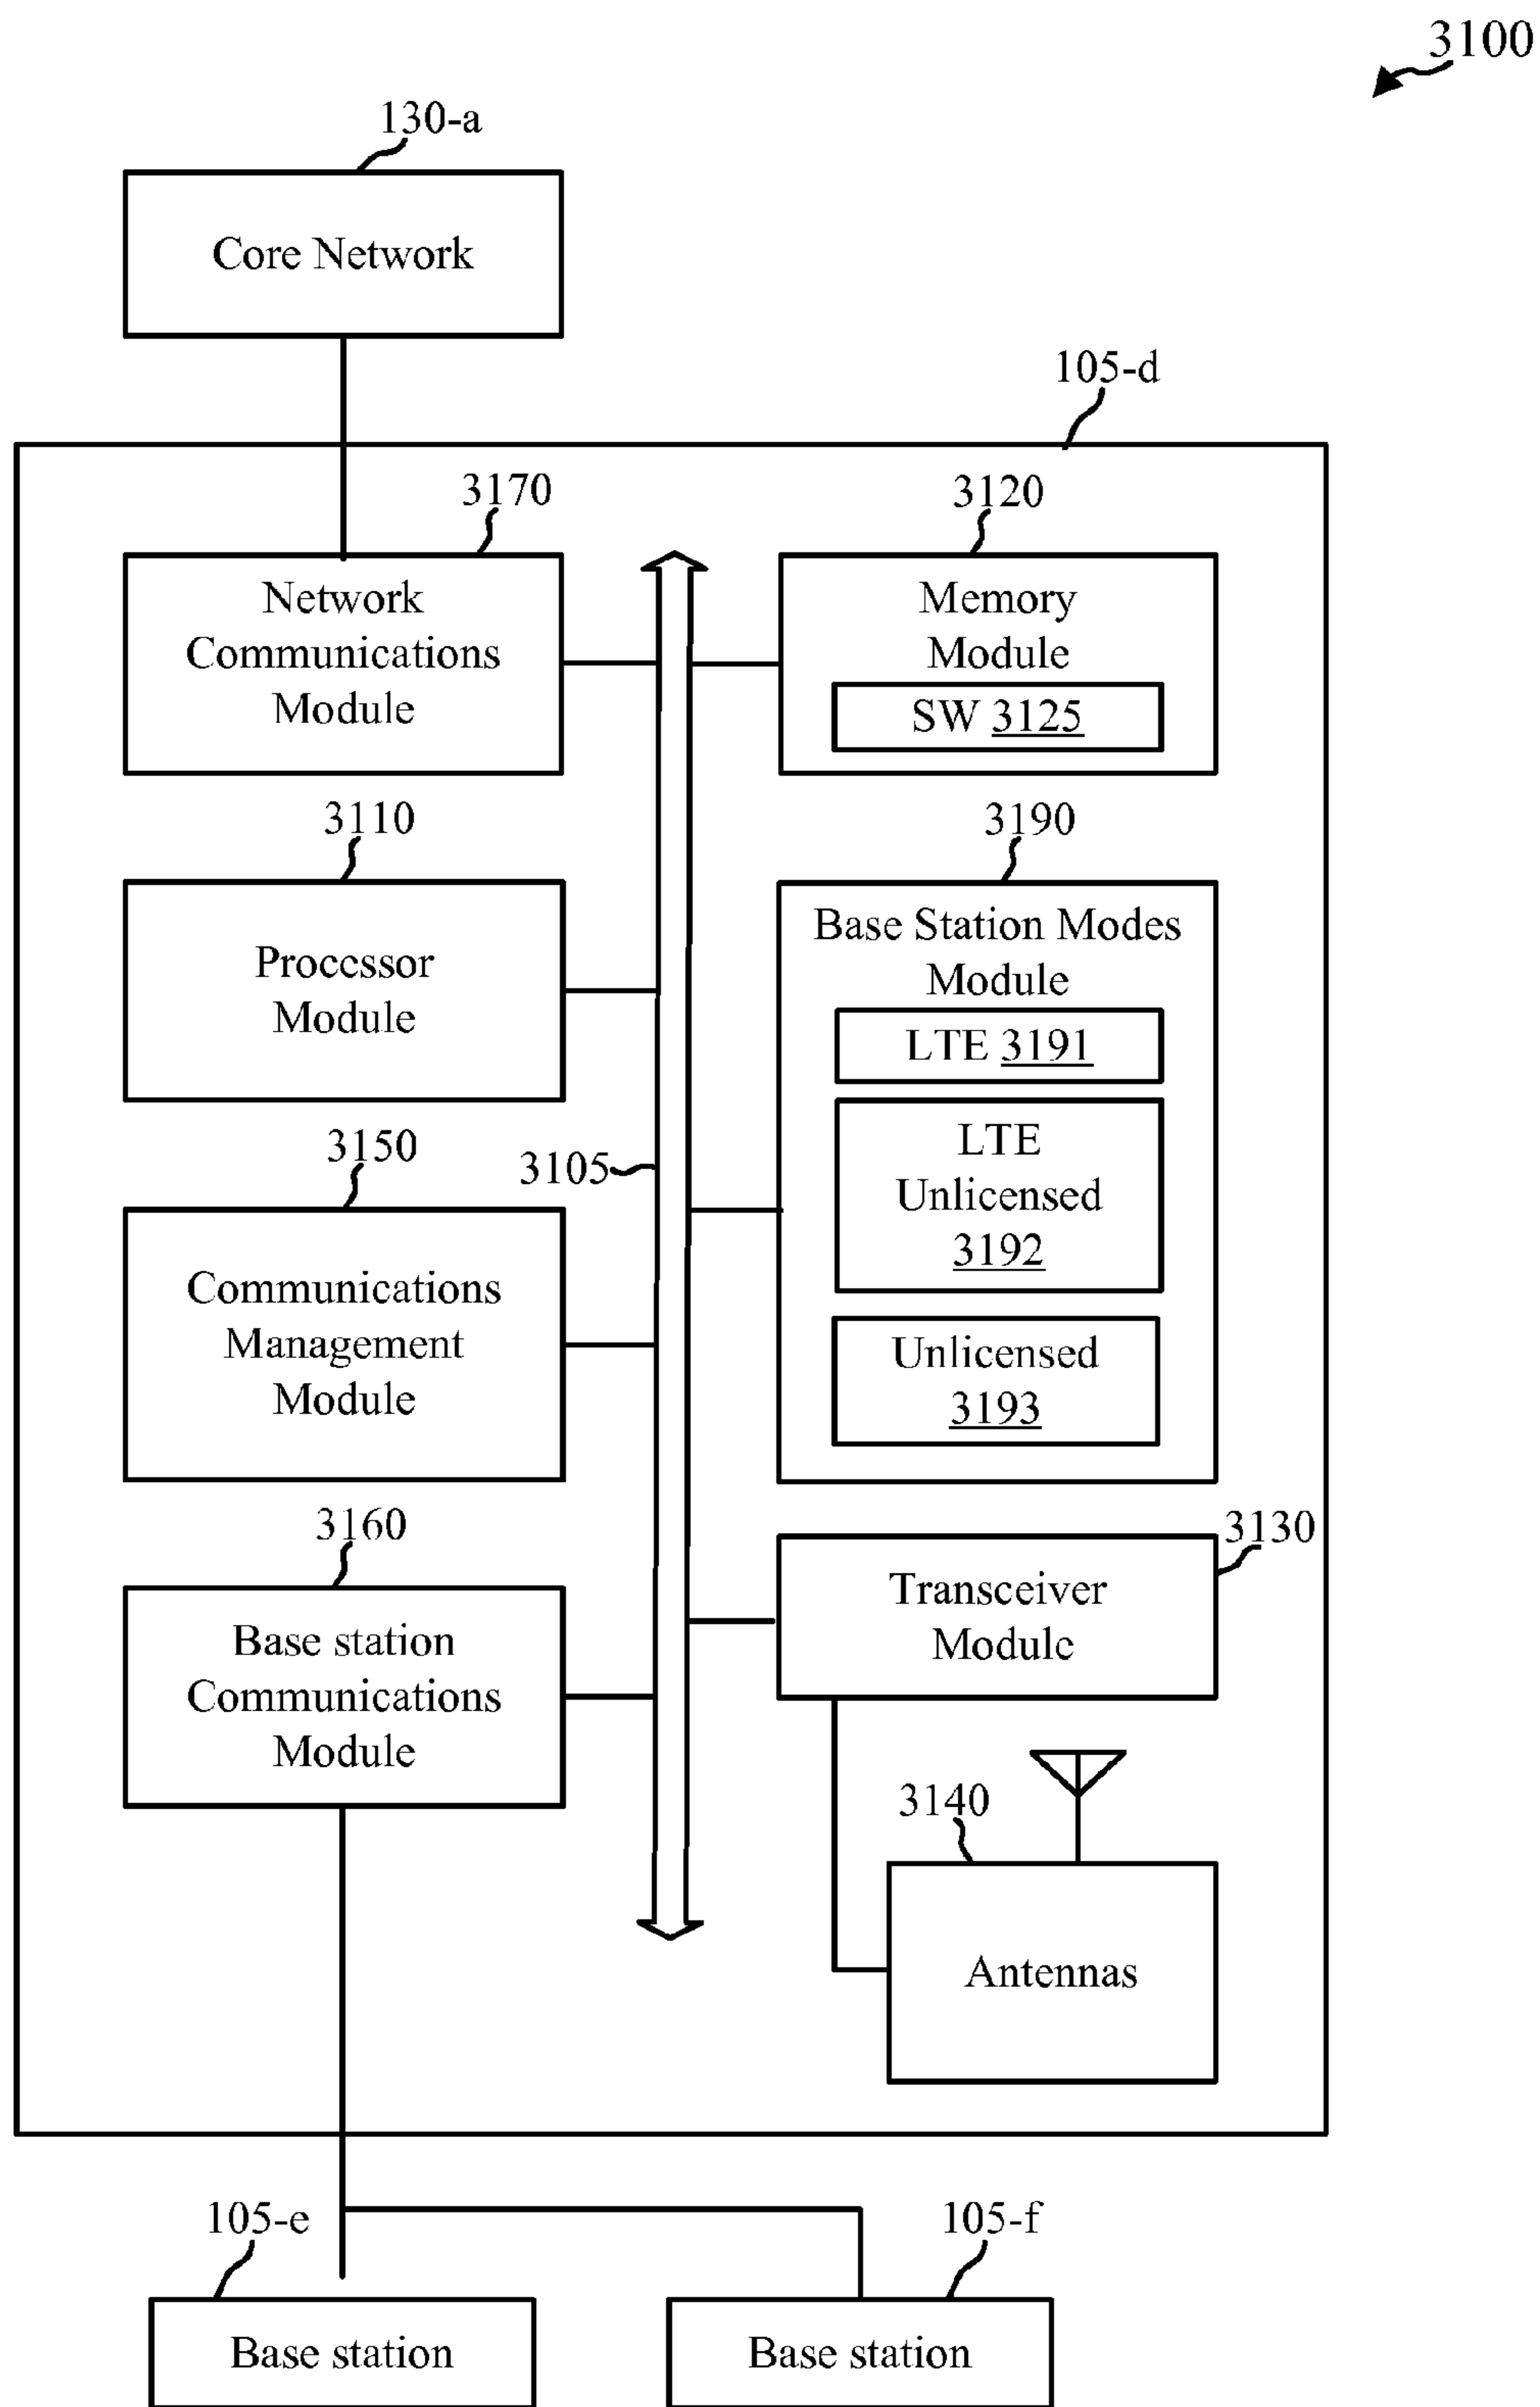 3100
130-a
Core Network
105-d
3170
Network
Communications
Module
3120
Memory
Module
SW 3125
3110
Processor
Module
3190
Base Station Modes
Module
LTE 3191
LTE
Unlicensed
3192
Unlicensed
3193
3105
3150
Communications
Management
Module
3160
Base station
Communications
Module
3130
Transceiver
Module
3140
Antennas
105-e
Base station
105-f
Base station